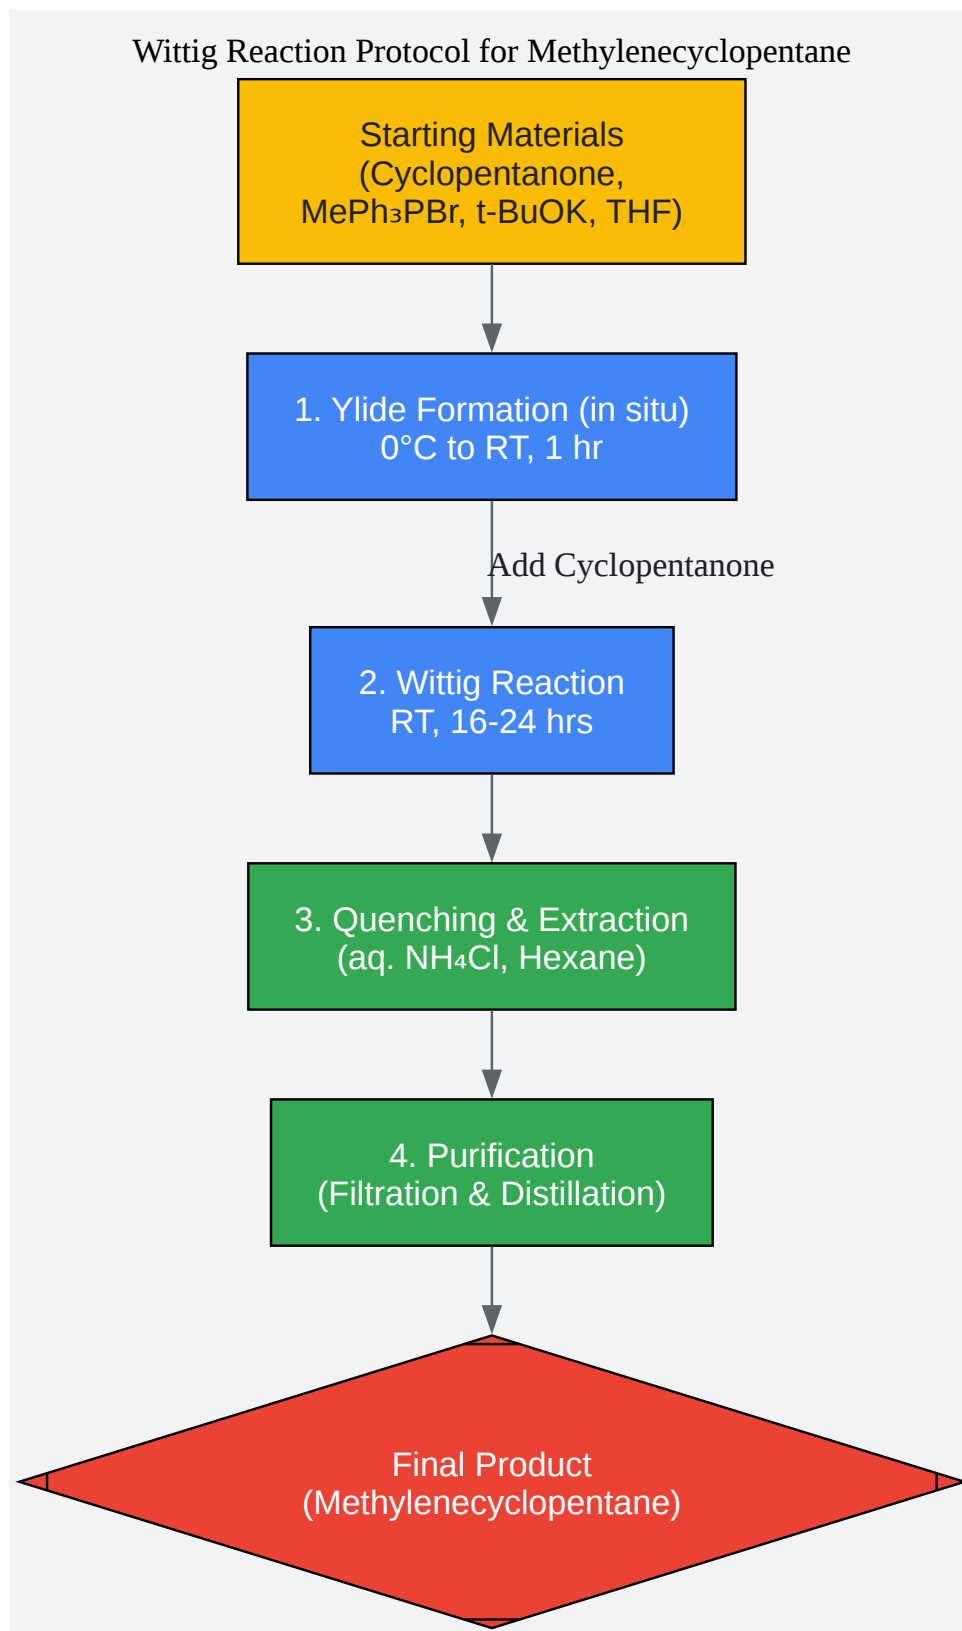 Wittig Reaction Protocol for Methylenecyclopentane
Starting Materials
(Cyclopentanone,
MePh₃PBr, t-BuOK, THF)
1. Ylide Formation (in situ)
0°C to RT, 1 hr
Add Cyclopentanone
2. Wittig Reaction
RT, 16-24 hrs
3. Quenching & Extraction
(aq. NH₄Cl, Hexane)
4. Purification
(Filtration & Distillation)
Final Product
(Methylenecyclopentane)